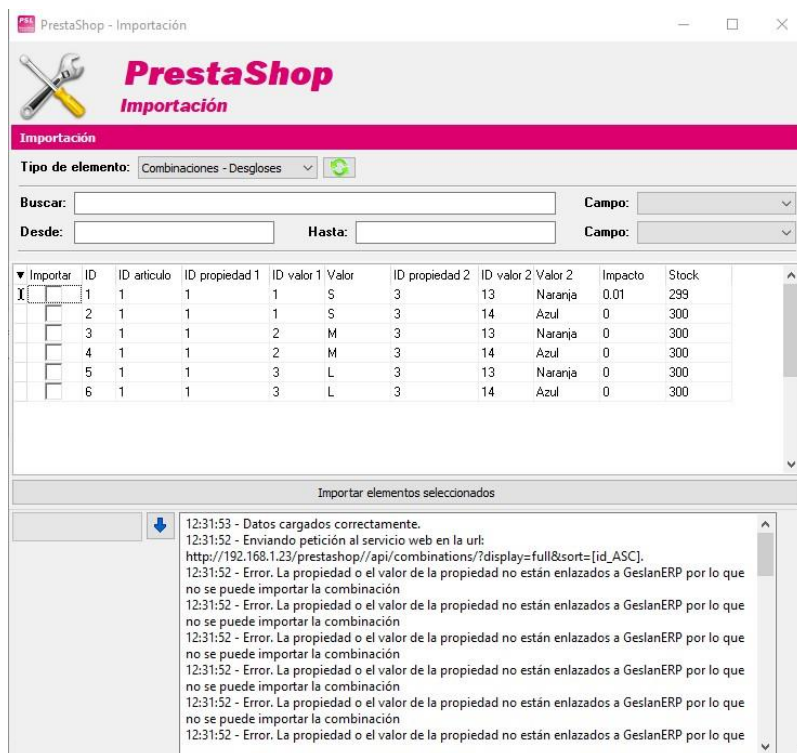 PSL PrestaShop - Importación
PrestaShop
Importación
Importación
Tipo de elemento: Combinaciones - Desgloses
Buscar: Campo:
Desde: Hasta: Campo:
Importar ID ID articulo ID propiedad 1 ID valor 1 Valor ID propiedad 2 ID valor 2 Valor 2 Impacto Stock
1 1 1 1 S 3 13 Naranja 0.01 299
2 1 1 1 S 3 14 Azul 0 300
3 1 1 2 M 3 13 Naranja 0 300
4 1 1 2 M 3 14 Azul 0 300
5 1 1 3 L 3 13 Naranja 0 300
6 1 1 3 L 3 14 Azul 0 300
Importar elementos seleccionados
12:31:53 - Datos cargados correctamente.
12:31:52 - Enviando petición al servicio web en la url:
http://192.168.1.23/prestashop//api/combinations/?display=full&sort=[id_ASC].
12:31:52 - Error. La propiedad o el valor de la propiedad no están enlazados a GeslanERP por lo que
no se puede importar la combinación
12:31:52 - Error. La propiedad o el valor de la propiedad no están enlazados a GeslanERP por lo que
no se puede importar la combinación
12:31:52 - Error. La propiedad o el valor de la propiedad no están enlazados a GeslanERP por lo que
no se puede importar la combinación
12:31:52 - Error. La propiedad o el valor de la propiedad no están enlazados a GeslanERP por lo que
no se puede importar la combinación
12:31:52 - Error. La propiedad o el valor de la propiedad no están enlazados a GeslanERP por lo que
no se puede importar la combinación
12:31:52 - Error. La propiedad o el valor de la propiedad no están enlazados a GeslanERP por lo que